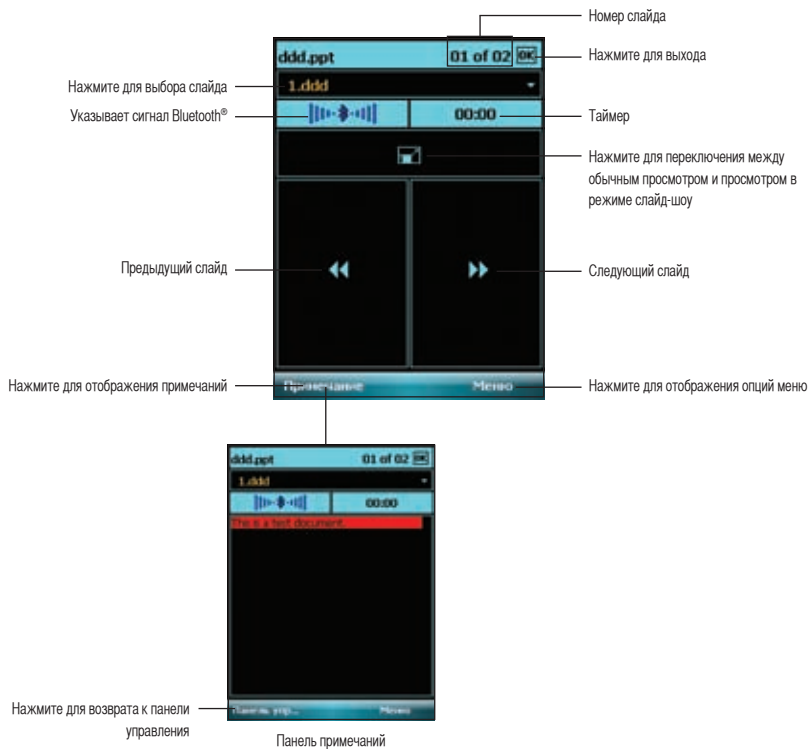 Номер слайда
ddd.ppt 01 of 02 OK
Нажмите для выхода
Нажмите для выбора слайда
1.ddd
Указывает сигнал Bluetooth®
00:00
Таймер
Нажмите для переключения между
обычным просмотром и просмотром в
режиме слайд-шоу
Предыдущий слайд
Следующий слайд
Нажмите для отображения примечаний
Примечание Меню
Нажмите для отображения опций меню
ddd.ppt 01 of 02 OK
1.ddd
00:00
This is a test document.
Нажмите для возврата к панели
управления
Панель упр... Меню
Панель примечаний